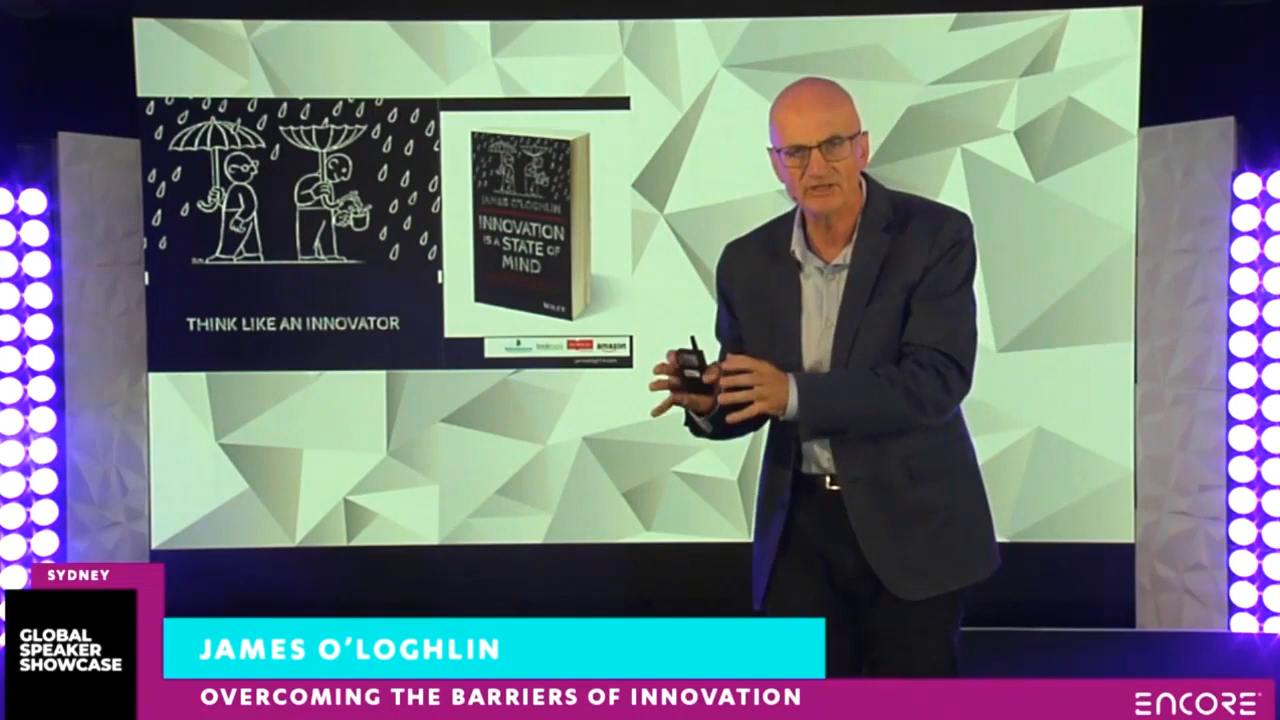 THINK LIKE AN INNOVATOR
JAMES O'LOGHLIN
INNOVATION
IS A STATE OF
MIND
WILEY
amazon
SYDNEY
GLOBAL
SPEAKER
SHOWCASE
JAMES O'LOGHLIN
OVERCOMING THE BARRIERS OF INNOVATION
ENCORE